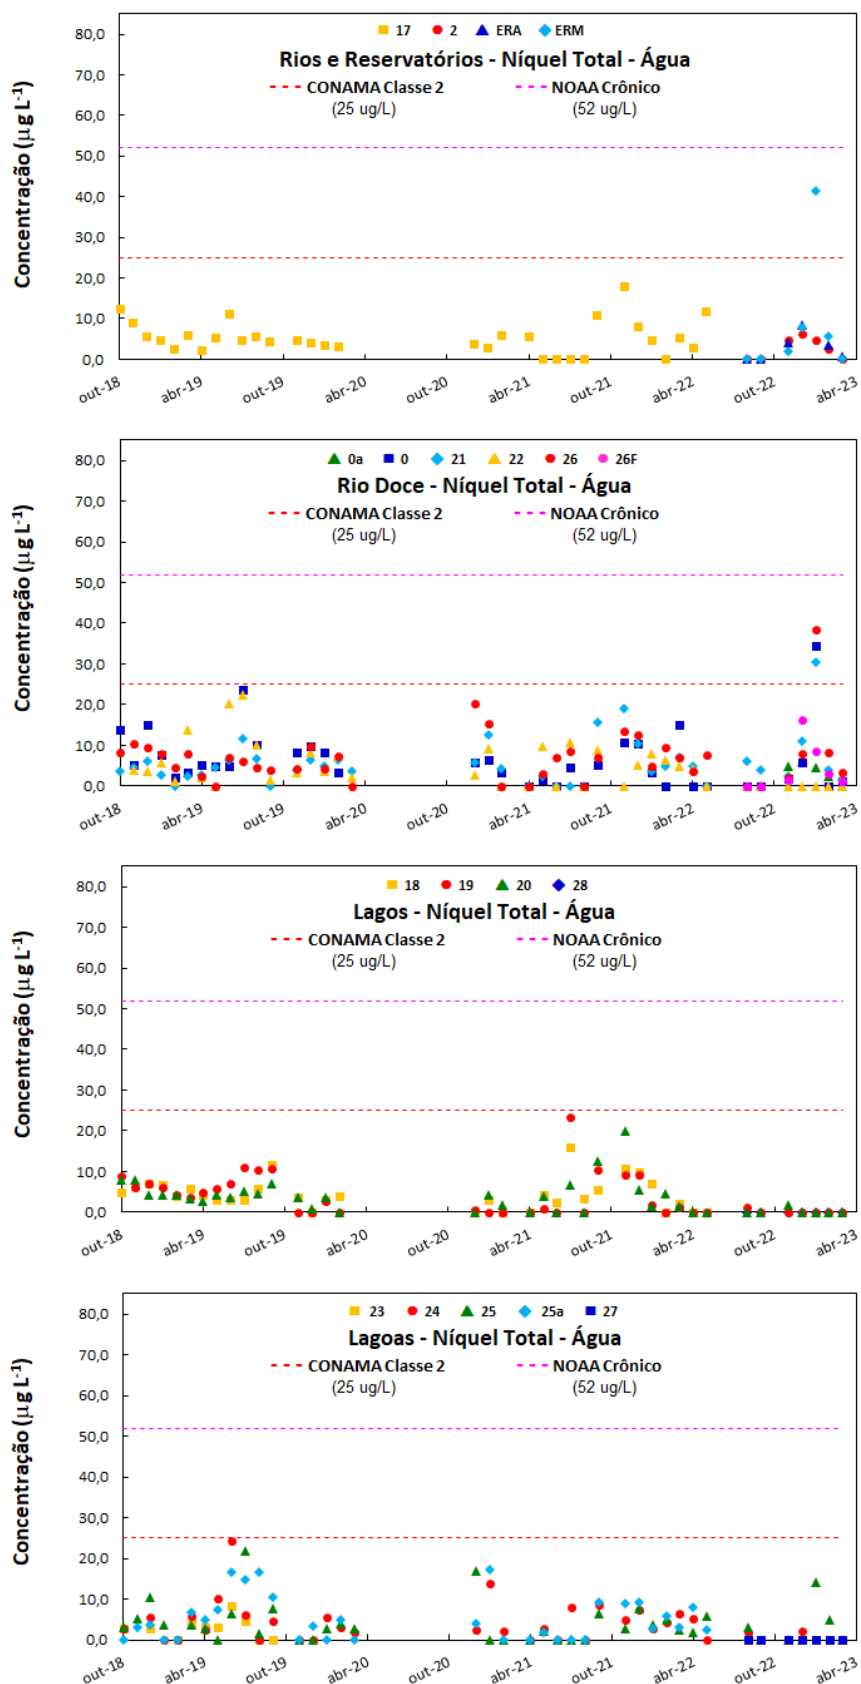 17 2 ERA ERM
Rios e Reservatórios - Níquel Total - Água
CONAMA Classe 2 NOAA Crônico
(25 ug/L) (52 ug/L)
Concentração (µg L-1)
80,0
70,0
60,0
50,0
40,0
30,0
20,0
10,0
0,0
out-18 abr-19 out-19 abr-20 out-20 abr-21 out-21 abr-22 out-22 abr-23
0a 0 21 22 26 26F
Rio Doce - Níquel Total - Água
CONAMA Classe 2 NOAA Crônico
(25 ug/L) (52 ug/L)
Concentração (µg L-1)
80,0
70,0
60,0
50,0
40,0
30,0
20,0
10,0
0,0
out-18 abr-19 out-19 abr-20 out-20 abr-21 out-21 abr-22 out-22 abr-23
18 19 20 28
Lagos - Níquel Total - Água
CONAMA Classe 2 NOAA Crônico
(25 ug/L) (52 ug/L)
Concentração (µg L-1)
80,0
70,0
60,0
50,0
40,0
30,0
20,0
10,0
0,0
out-18 abr-19 out-19 abr-20 out-20 abr-21 out-21 abr-22 out-22 abr-23
23 24 25 25a 27
Lagoas - Níquel Total - Água
CONAMA Classe 2 NOAA Crônico
(25 ug/L) (52 ug/L)
Concentração (µg L-1)
80,0
70,0
60,0
50,0
40,0
30,0
20,0
10,0
0,0
out-18 abr-19 out-19 abr-20 out-20 abr-21 out-21 abr-22 out-22 abr-23